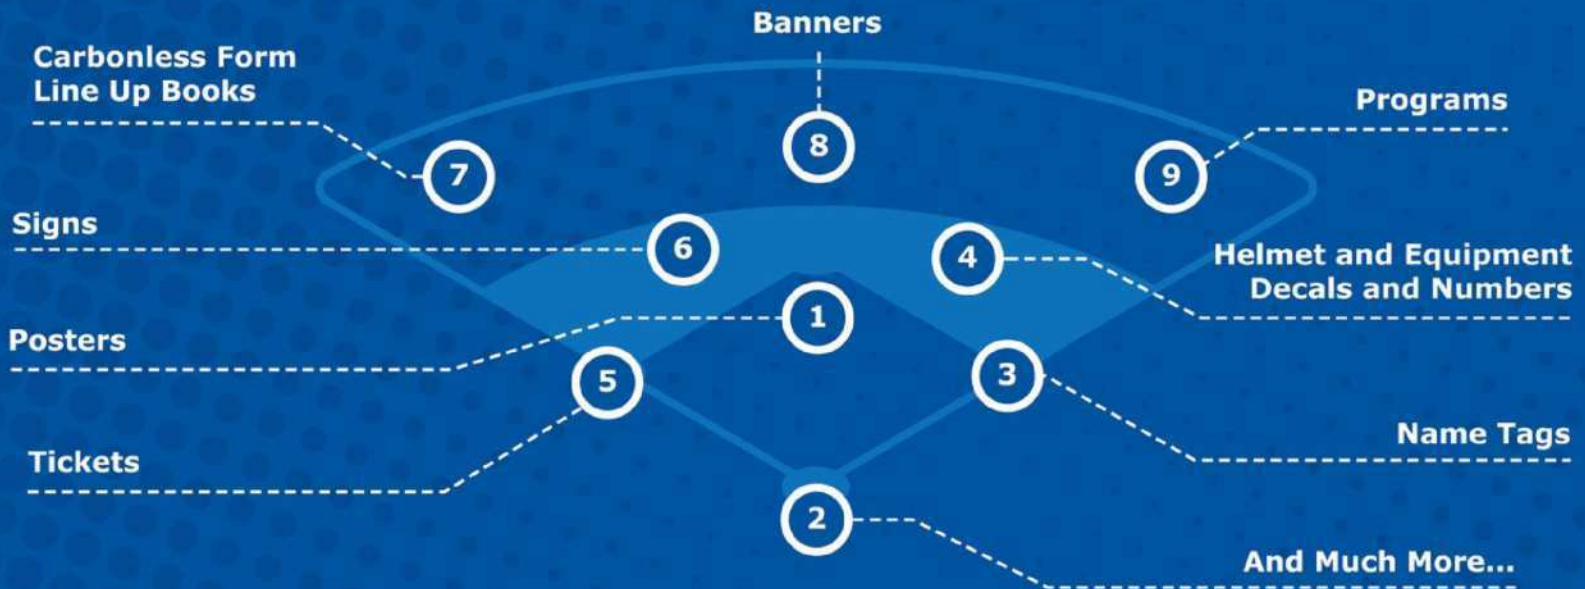 Banners
Carbonless Form
Line Up Books
Programs
8
7
9
Signs
6
4
Helmet and Equipment
Decals and Numbers
1
Posters
5
3
Name Tags
Tickets
2
And Much More...